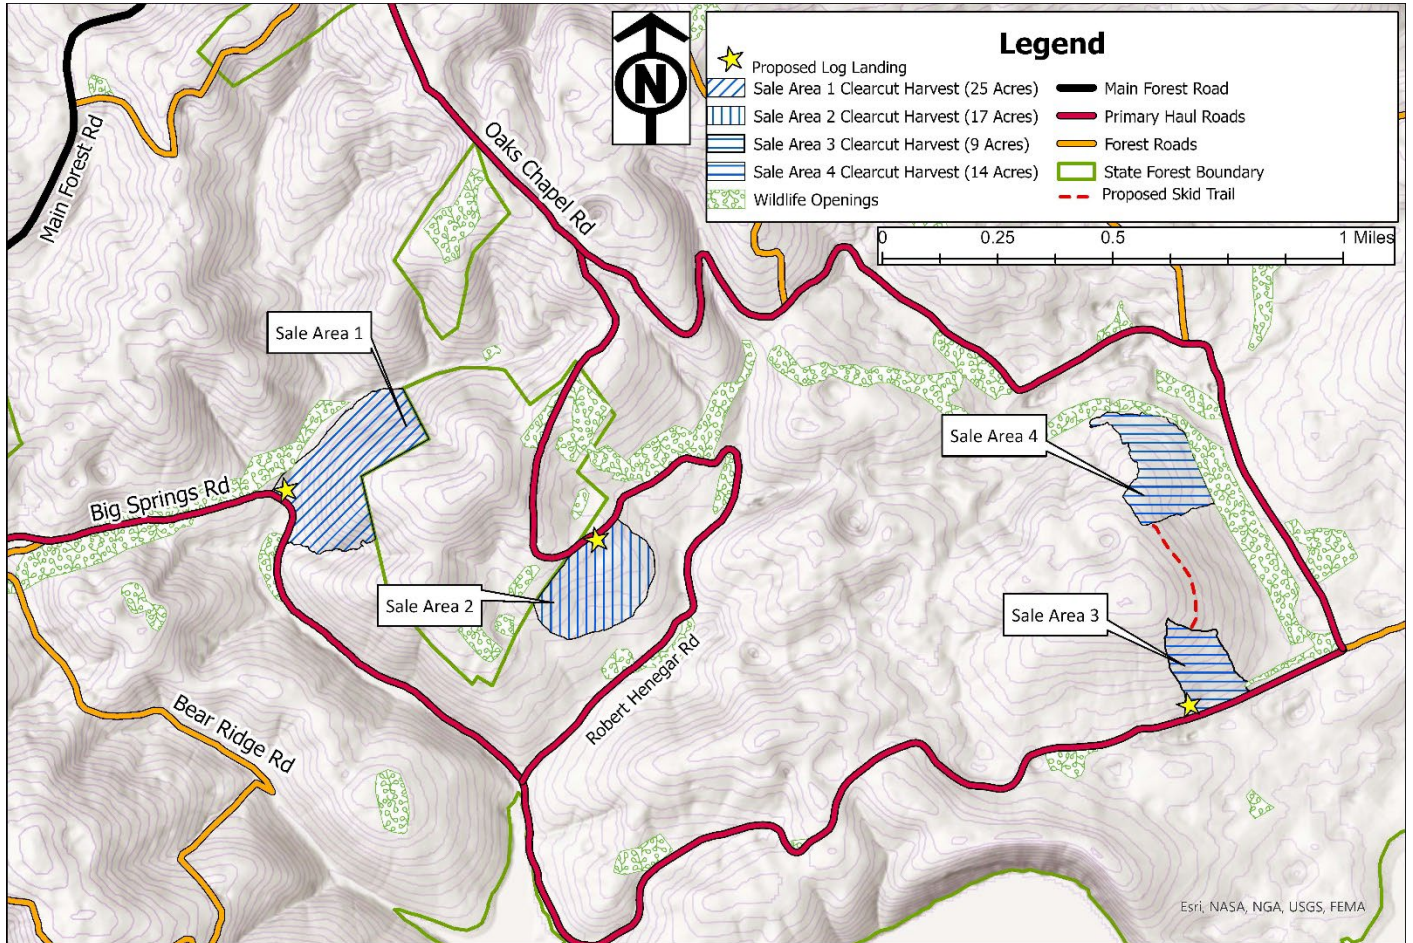 N
Legend
Proposed Log Landing
Sale Area 1 Clearcut Harvest (25 Acres)
Sale Area 2 Clearcut Harvest (17 Acres)
Sale Area 3 Clearcut Harvest (9 Acres)
Sale Area 4 Clearcut Harvest (14 Acres)
Wildlife Openings
Main Forest Road
Primary Haul Roads
Forest Roads
State Forest Boundary
Proposed Skid Trail
0 0.25 0.5 1 Miles
Main Forest Rd
Oaks Chapel Rd
Sale Area 1
Sale Area 4
Big Springs Rd
Sale Area 2
Sale Area 3
Robert Henegar Rd
Bear Ridge Rd
Esri, NASA, NGA, USGS, FEMA